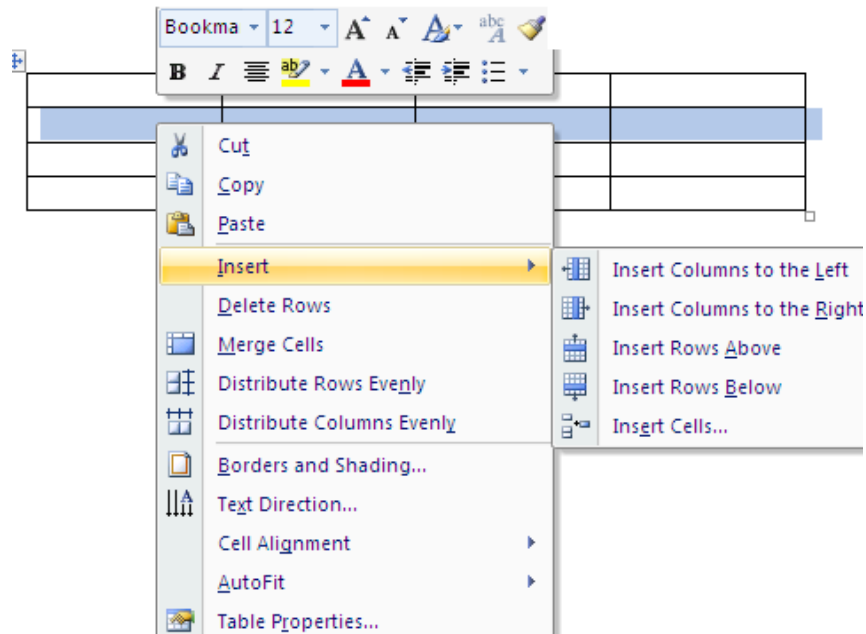 Bookma 12 A A A abc A
B I ab A
Cut
Copy
Paste
Insert
Delete Rows
Merge Cells
Distribute Rows Evenly
Distribute Columns Evenly
Borders and Shading...
A Text Direction...
Cell Alignment
AutoFit
Table Properties...
Insert Columns to the Left
Insert Columns to the Right
Insert Rows Above
Insert Rows Below
Insert Cells...